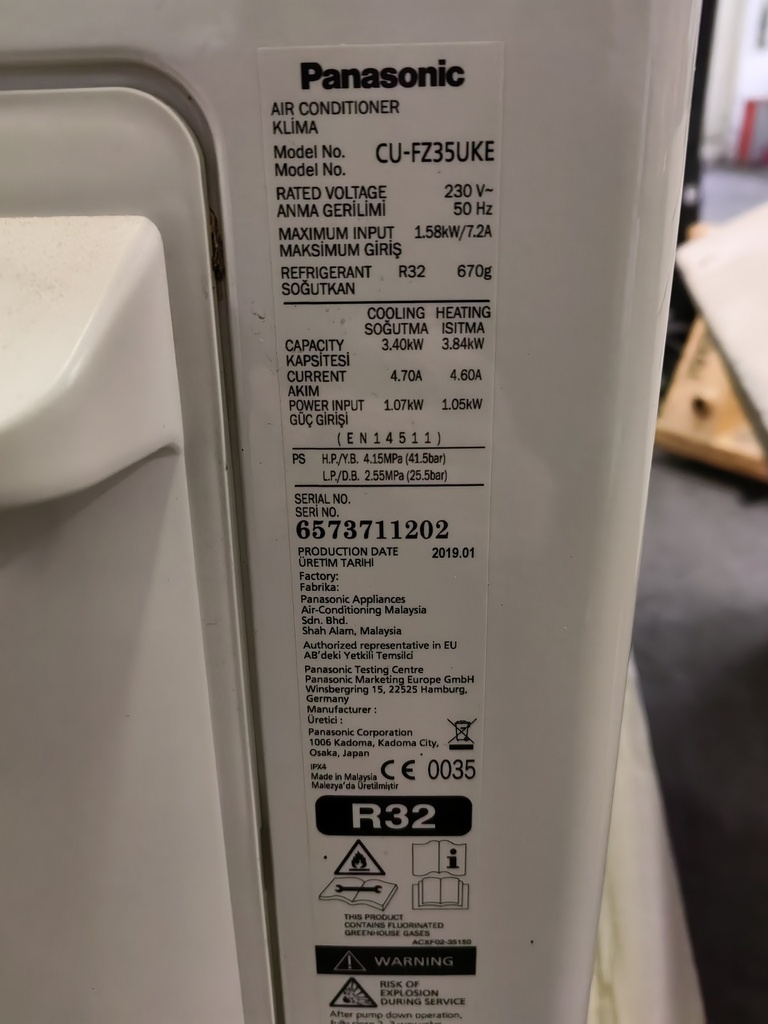 Panasonic
AIR CONDITIONER
KLİMA
Model No. CU-FZ35UKE
Model No.
RATED VOLTAGE 230 V~
ANMA GERİLİMİ 50 Hz
MAXIMUM INPUT 1.58kW/7.2A
MAKSİMUM GİRİŞ
REFRIGERANT R32 670g
SOĞUTKAN
COOLING HEATING
SOĞUTMA ISITMA
CAPACITY 3.40kW 3.84kW
KAPSİTESİ
CURRENT 4.70A 4.60A
AKIM
POWER INPUT 1.07kW 1.05kW
GÜÇ GİRİŞİ
(EN14511)
PS H.P./Y.B. 4.15MPa (41.5bar)
L.P./D.B. 2.55MPa (25.5bar)
SERIAL NO.
SERİ NO.
6573711202
PRODUCTION DATE 2019.01
ÜRETİM TARİHİ
Factory:
Fabrika:
Panasonic Appliances
Air-Conditioning Malaysia
Sdn. Bhd.
Shah Alam, Malaysia
Authorized representative in EU
AB'deki Yetkili Temsilci
Panasonic Testing Centre
Panasonic Marketing Europe GmbH
Winsbergring 15, 22525 Hamburg,
Germany
Manufacturer :
Üretici :
Panasonic Corporation
1006 Kadoma, Kadoma City,
Osaka, Japan
IPX4
Made in Malaysia CE 0035
Malezya'da Üretilmiştir
R32
THIS PRODUCT
CONTAINS FLUORINATED
GREENHOUSE GASES
ACXF02-35150
WARNING
RISK OF
EXPLOSION
DURING SERVICE
After pump down operation,